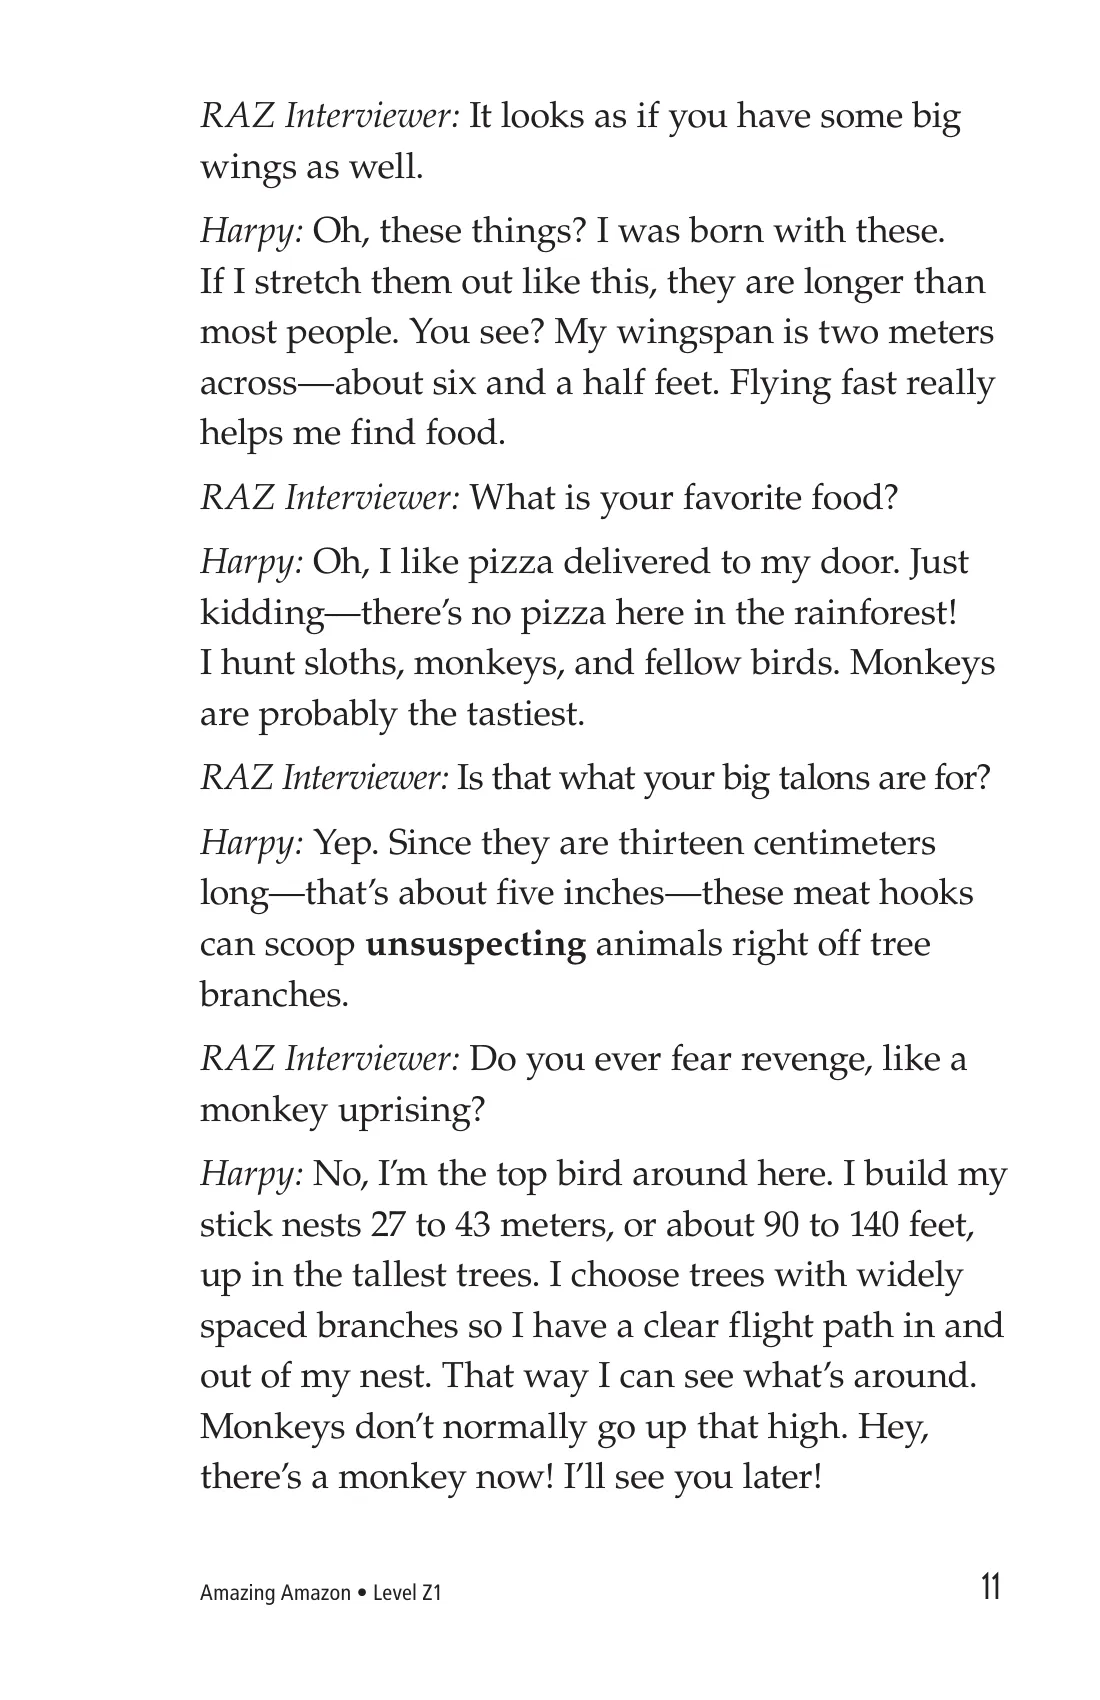 RAZ Interviewer: It looks as if you have some big
wings as well.
Harpy: Oh, these things? I was born with these.
If I stretch them out like this, they are longer than
most people. You see? My wingspan is two meters
across—about six and a half feet. Flying fast really
helps me find food.
RAZ Interviewer: What is your favorite food?
Harpy: Oh, I like pizza delivered to my door. Just
kidding—there’s no pizza here in the rainforest!
I hunt sloths, monkeys, and fellow birds. Monkeys
are probably the tastiest.
RAZ Interviewer: Is that what your big talons are for?
Harpy: Yep. Since they are thirteen centimeters
long—that’s about five inches—these meat hooks
can scoop unsuspecting animals right off tree
branches.
RAZ Interviewer: Do you ever fear revenge, like a
monkey uprising?
Harpy: No, I’m the top bird around here. I build my
stick nests 27 to 43 meters, or about 90 to 140 feet,
up in the tallest trees. I choose trees with widely
spaced branches so I have a clear flight path in and
out of my nest. That way I can see what’s around.
Monkeys don’t normally go up that high. Hey,
there’s a monkey now! I’ll see you later!
Amazing Amazon • Level Z1 11